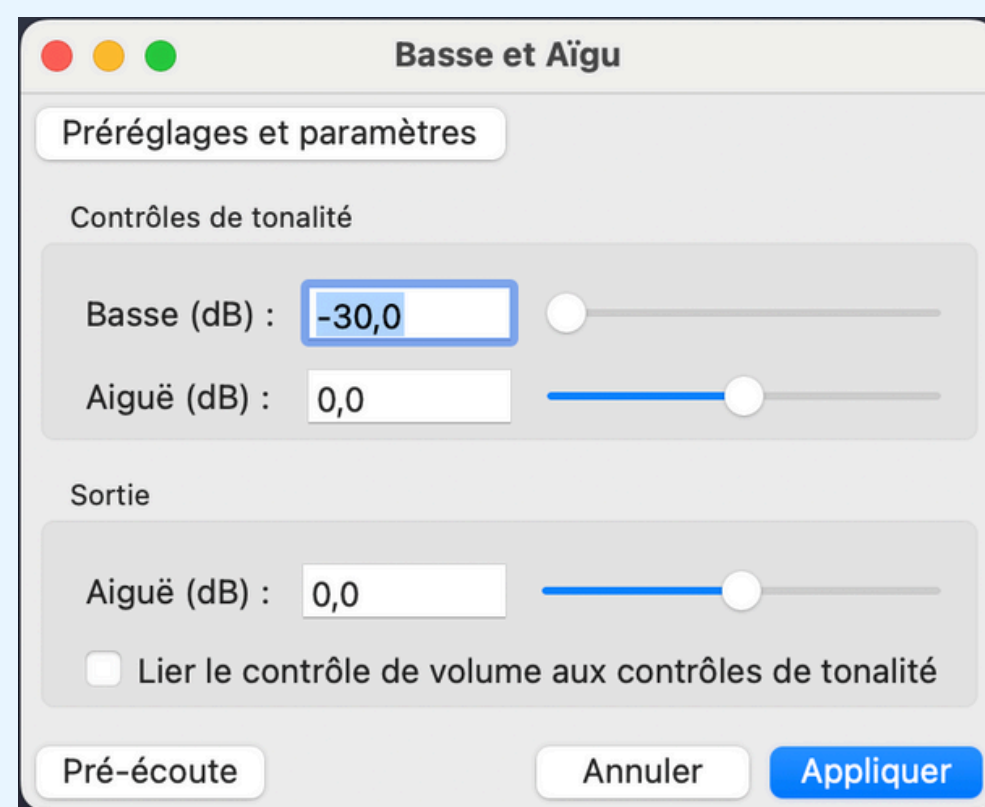 Basse et Aïgu
Préréglages et paramètres
Contrôles de tonalité
Basse (dB) : -30,0
Aiguë (dB) : 0,0
Sortie
Aiguë (dB) : 0,0
Lier le contrôle de volume aux contrôles de tonalité
Pré-écoute Annuler Appliquer